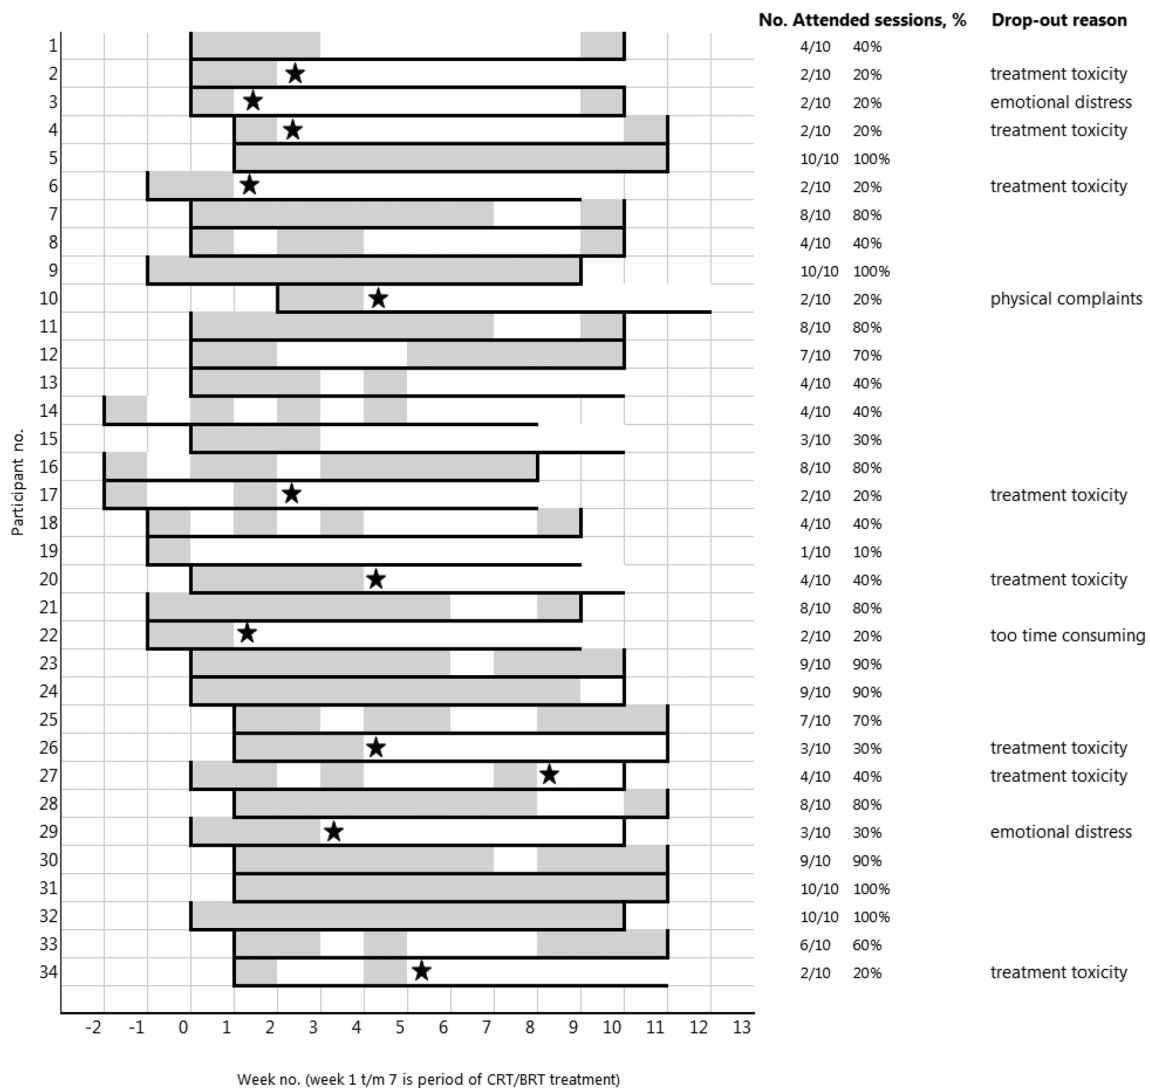 No. Attended sessions, % Drop-out reason
1 4/10 40%
2 2/10 20% treatment toxicity
3 2/10 20% emotional distress
4 2/10 20% treatment toxicity
5 10/10 100%
6 2/10 20% treatment toxicity
7 8/10 80%
8 4/10 40%
9 10/10 100%
10 2/10 20% physical complaints
11 8/10 80%
12 7/10 70%
13 4/10 40%
14 4/10 40%
15 3/10 30%
16 8/10 80%
17 2/10 20% treatment toxicity
18 4/10 40%
19 1/10 10%
20 4/10 40% treatment toxicity
21 8/10 80%
22 2/10 20% too time consuming
23 9/10 90%
24 9/10 90%
25 7/10 70%
26 3/10 30% treatment toxicity
27 4/10 40% treatment toxicity
28 8/10 80%
29 3/10 30% emotional distress
30 9/10 90%
31 10/10 100%
32 10/10 100%
33 6/10 60%
34 2/10 20% treatment toxicity
Participant no.
-2 -1 0 1 2 3 4 5 6 7 8 9 10 11 12 13
Week no. (week 1 t/m 7 is period of CRT/BRT treatment)